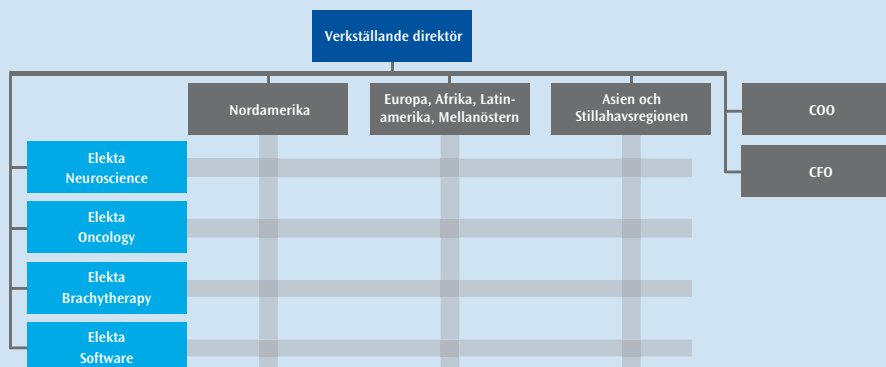 Verkställande direktör
Nordamerika
Europa, Afrika, Latin-
amerika, Mellanöstern
Asien och
Stillahavsregionen
COO
CFO
Elekta
Neuroscience
Elekta
Oncology
Elekta
Brachytherapy
Elekta
Software